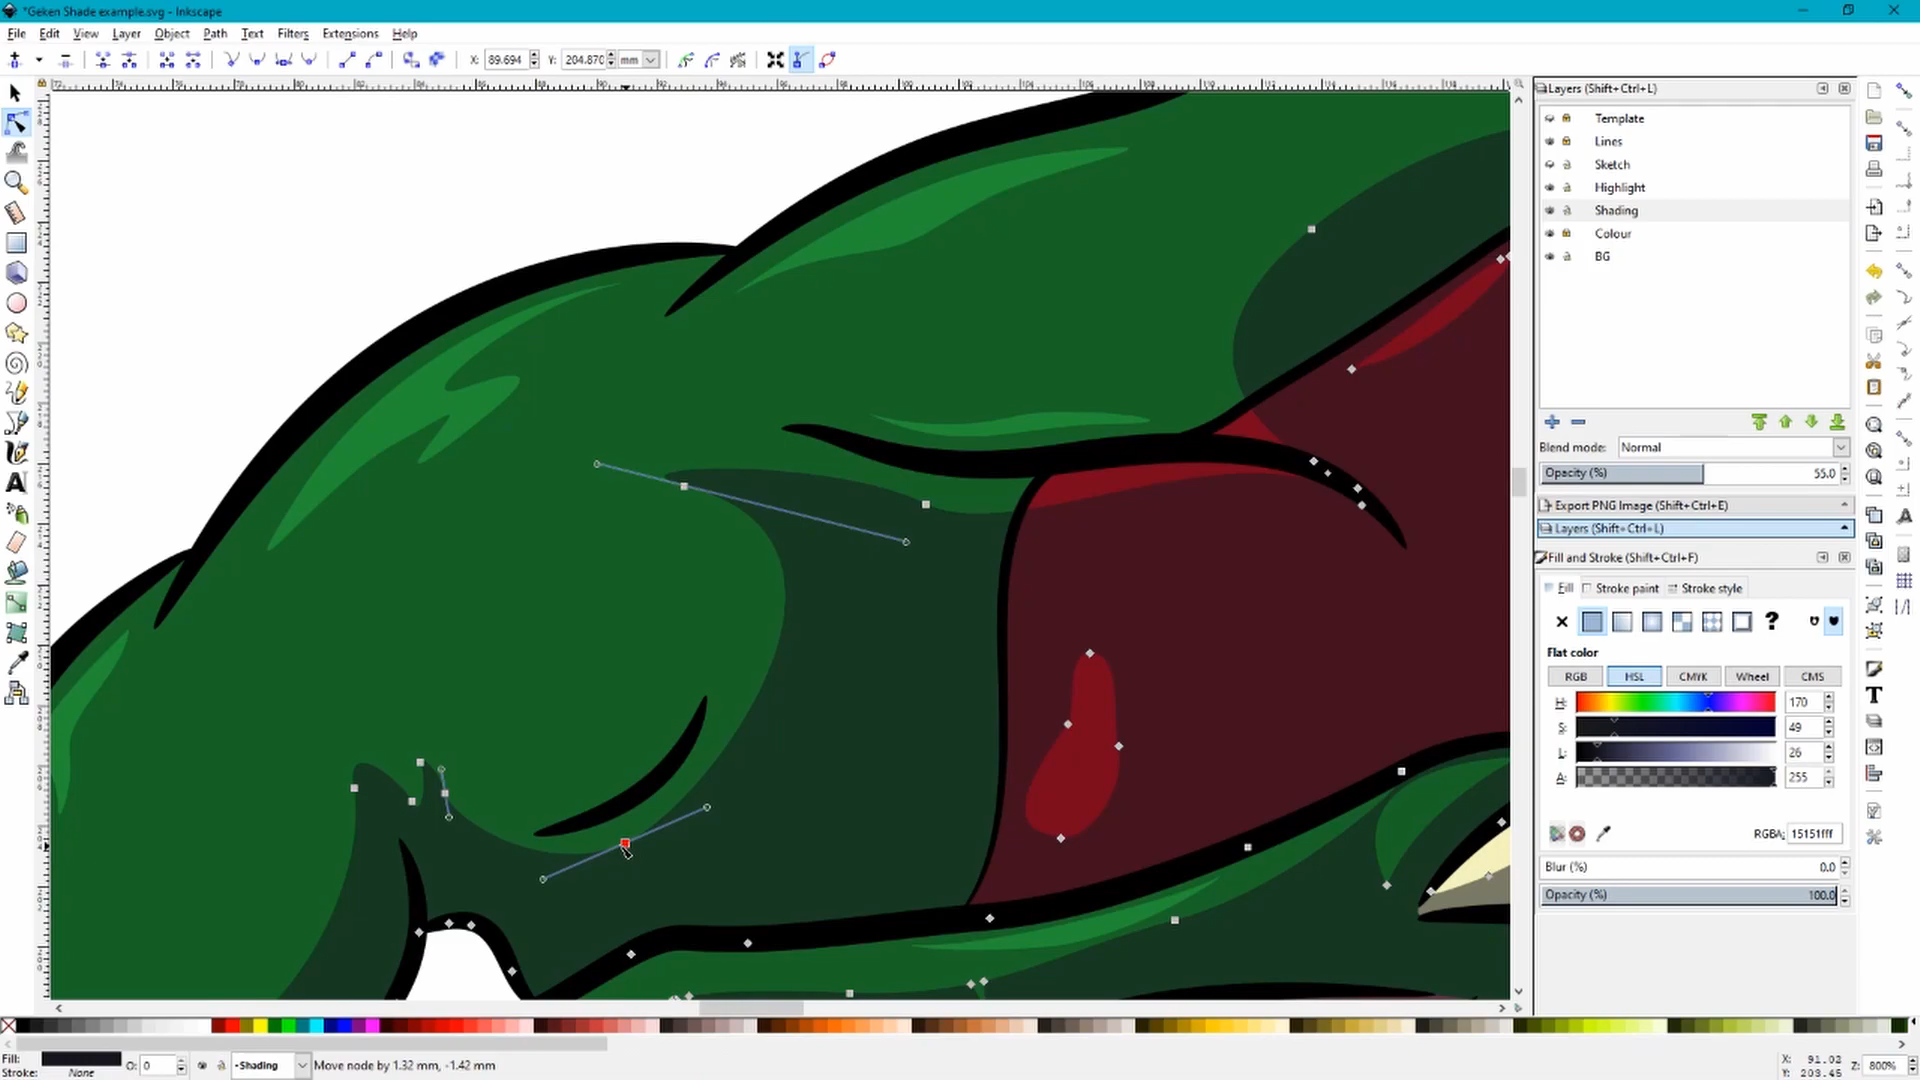 *Geken Shade example.svg - Inkscape
File Edit View Layer Object Path Text Filters Extensions Help
X: 89.694 Y: 204.870 mm
Layers (Shift+Ctrl+L)
Template
Lines
Sketch
Highlight
Shading
Colour
BG
Blend mode: Normal
Opacity (%) 55.0
Export PNG Image (Shift+Ctrl+E)
Layers (Shift+Ctrl+L)
Fill and Stroke (Shift+Ctrl+F)
Fill Stroke paint Stroke style
Flat color
RGB HSL CMYK Wheel CMS
H: 170
S: 49
L: 26
A: 255
RGBA: 15151fff
Blur (%) 0.0
Opacity (%) 100.0
Fill: O: 0 •Shading Move node by 1.32 mm, -1.42 mm X: 91.02 Z: 800%
Stroke: None Y: 203.45